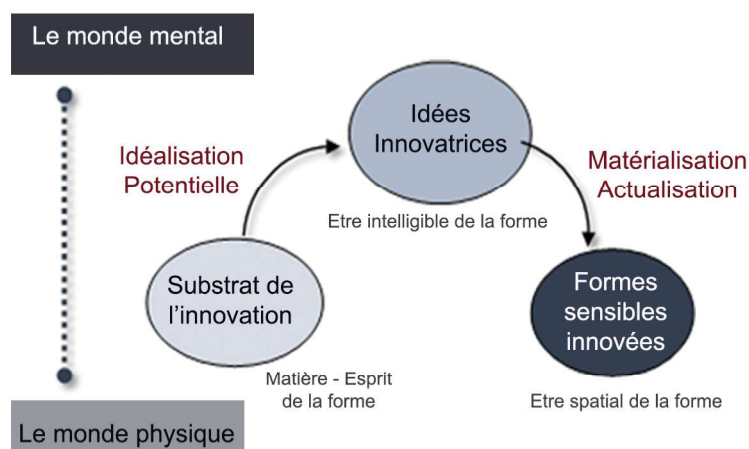 Le monde mental
Idées
Innovatrices
Idéalisation
Potentielle
Matérialisation
Actualisation
Etre intelligible de la forme
Substrat de
l'innovation
Formes
sensibles
innovées
Matière - Esprit
de la forme
Etre spatial de la forme
Le monde physique